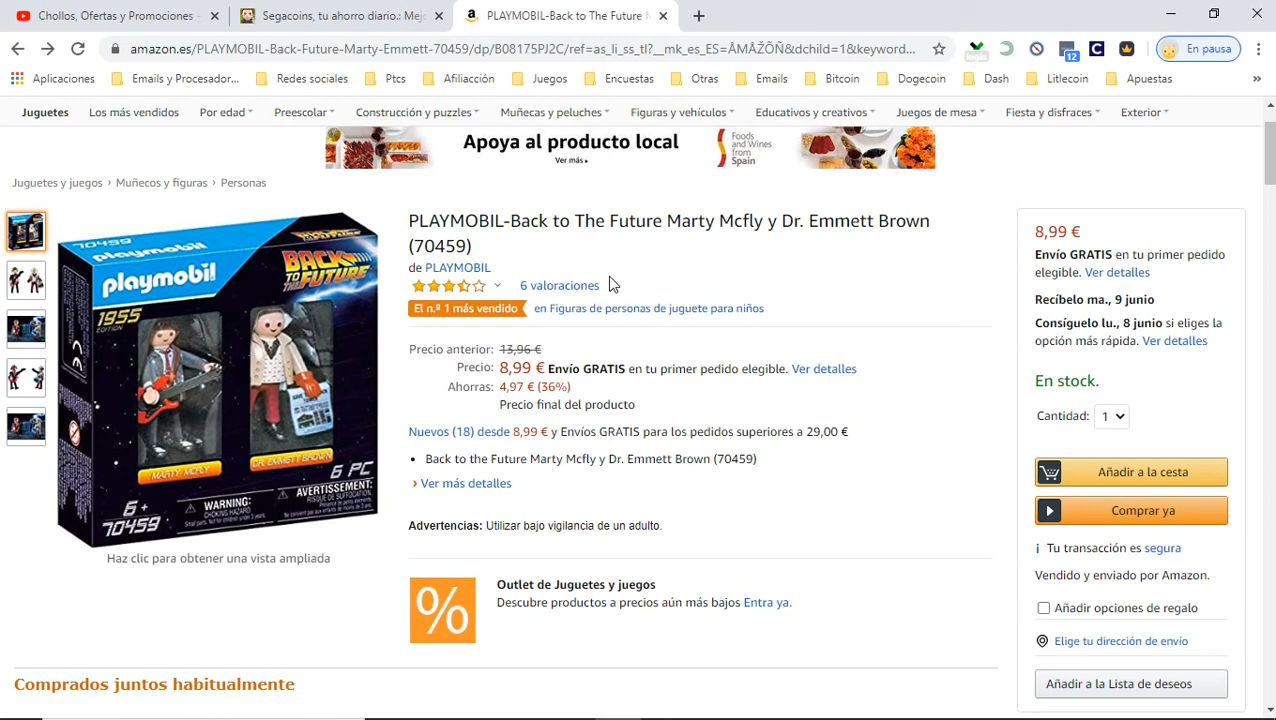 Chollos, Ofertas y Promociones -
Segacoins, tu ahorro diario.: Mej
PLAYMOBIL-Back to The Future M
amazon.es/PLAYMOBIL-Back-Future-Marty-Emmett-70459/dp/B08175PJ2C/ref=as_li_ss_tl?__mk_es_ES=ÅMÅŽÕÑ&dchild=1&keyword...
12
En pausa
Aplicaciones
Emails y Procesador...
Redes sociales
Ptcs
Afiliacción
Juegos
Encuestas
Otras
Emails
Bitcoin
Dogecoin
Dash
Litlecoin
Apuestas
»
Juguetes
Los más vendidos
Por edad
Preescolar
Construcción y puzzles
Muñecas y peluches
Figuras y vehículos
Educativos y creativos
Juegos de mesa
Fiesta y disfraces
Exterior
Apoya al producto local
Ver más ▸
Foods
and Wines
from
Spain
Juguetes y juegos › Muñecos y figuras › Personas
70459
playmobil
playmobil
BACK TO THE
FUTURE
1955
EDITION
MARTY MCFLY
DR. EMMETT BROWN
6 PC
6+
70459
WARNING:
CHOKING HAZARD
AVERTISSEMENT:
Haz clic para obtener una vista ampliada
PLAYMOBIL-Back to The Future Marty Mcfly y Dr. Emmett Brown
(70459)
de PLAYMOBIL
6 valoraciones
El n.º 1 más vendido en Figuras de personas de juguete para niños
Precio anterior: 13,96 €
Precio: 8,99 € Envío GRATIS en tu primer pedido elegible. Ver detalles
Ahorras: 4,97 € (36%)
Precio final del producto
Nuevos (18) desde 8,99 € y Envíos GRATIS para los pedidos superiores a 29,00 €
• Back to the Future Marty Mcfly y Dr. Emmett Brown (70459)
› Ver más detalles
Advertencias: Utilizar bajo vigilancia de un adulto.
%
Outlet de Juguetes y juegos
Descubre productos a precios aún más bajos Entra ya.
8,99 €
Envío GRATIS en tu primer pedido
elegible. Ver detalles
Recíbelo ma., 9 junio
Consíguelo lu., 8 junio si eliges la
opción más rápida. Ver detalles
En stock.
Cantidad: 1
Añadir a la cesta
Comprar ya
Tu transacción es segura
Vendido y enviado por Amazon.
Añadir opciones de regalo
Elige tu dirección de envío
Añadir a la Lista de deseos
Comprados juntos habitualmente